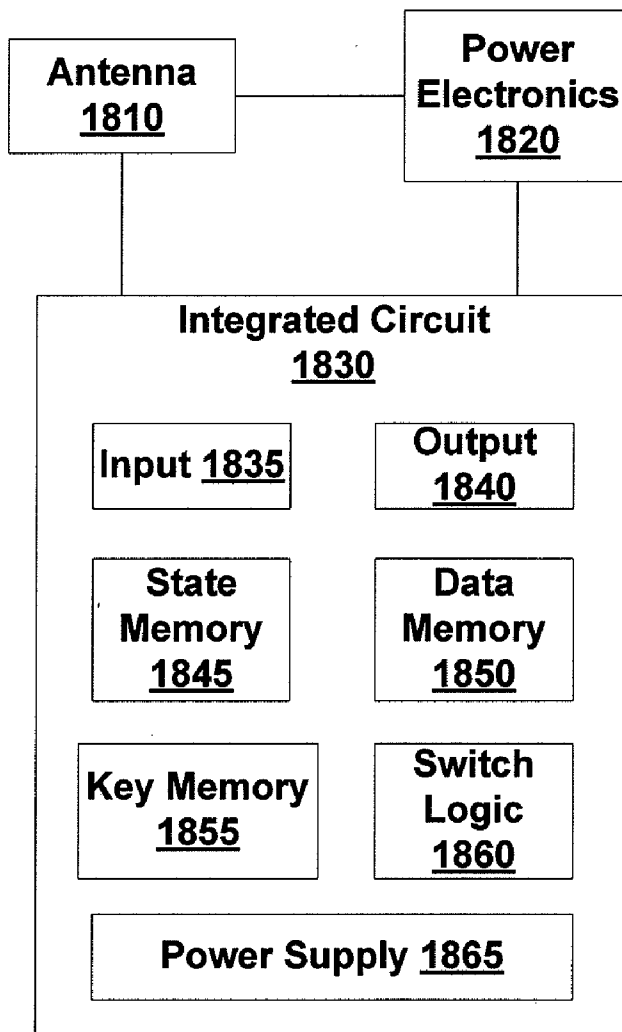 Antenna
1810
Power
Electronics
1820
Integrated Circuit
1830
Input 1835
Output
1840
State
Memory
1845
Data
Memory
1850
Key Memory
1855
Switch
Logic
1860
Power Supply 1865